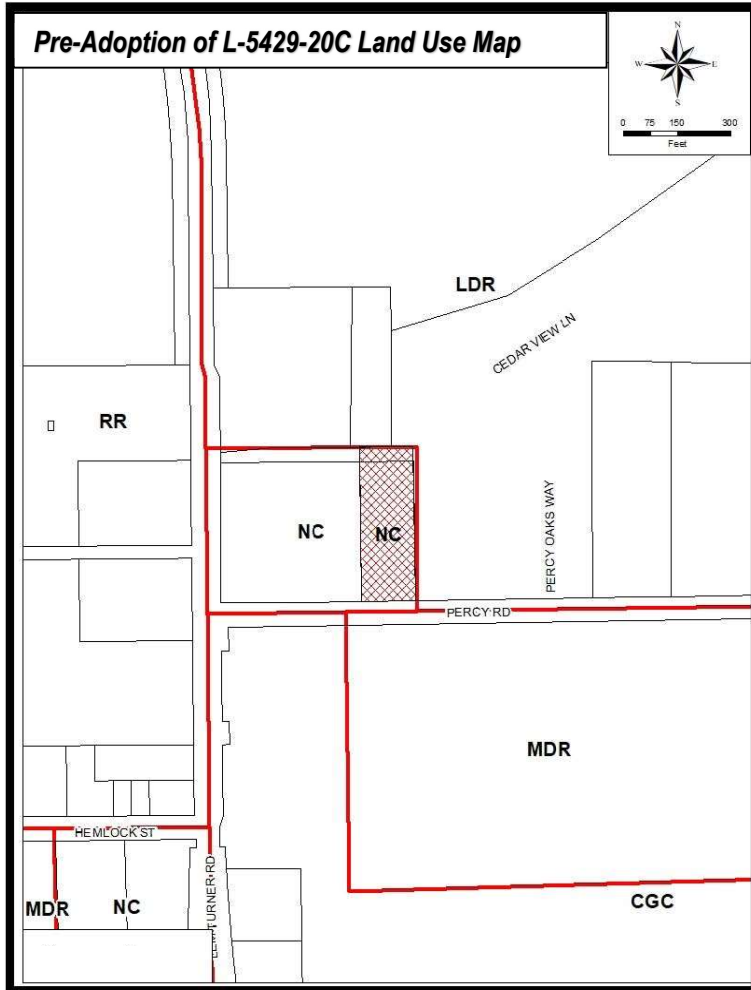 Pre-Adoption of L-5429-20C Land Use Map
N
W E
S
0 75 150 300
Feet
LDR
CEDAR VIEW LN
RR
NC
NC
PERCY OAKS WAY
PERCY RD
MDR
HEMLOCK ST
TURNER RD
MDR
NC
CGC